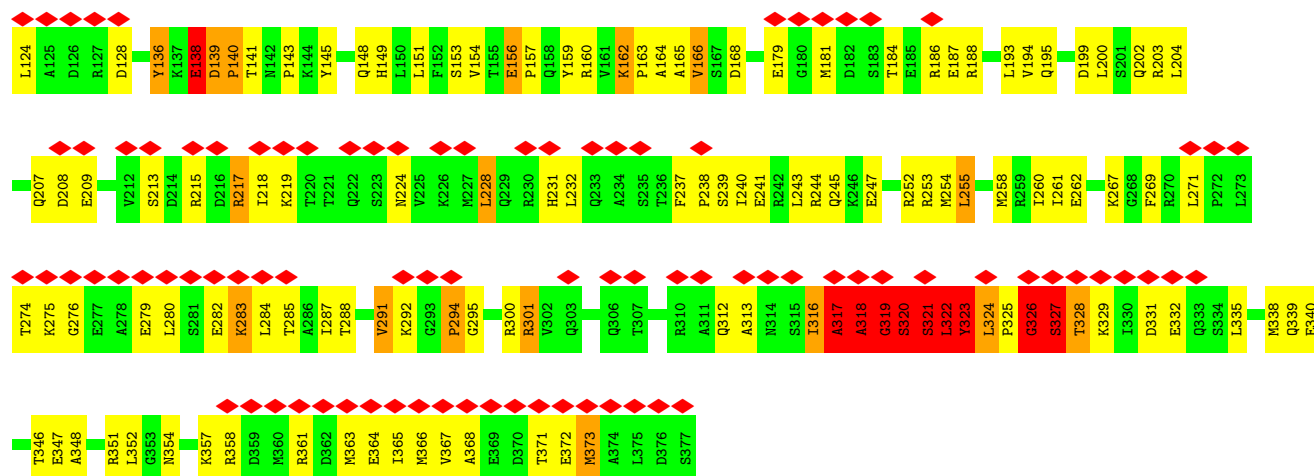 L124 A125 D126 R127 D128 Y136 K137 E138 D139 P140 T141 N142 P143 K144 Y145 Q148 H149 L150 L151 F152 S153 V154 T155 E156 P157 Q158 Y159 R160 V161 K162 P163 A164 A165 V166 S167 D168 E179 G180 M181 D182 S183 T184 E185 R186 E187 R188 L193 V194 Q195 D199 L200 S201 Q202 R203 L204
Q207 D208 E209 V212 S213 D214 R215 D216 R217 I218 K219 T220 T221 Q222 S223 N224 V225 K226 M227 L228 Q229 R230 H231 L232 Q233 A234 S235 T236 F237 P238 S239 I240 E241 R242 L243 R244 Q245 K246 E247 R252 R253 M254 L255 M258 R259 I260 I261 E262 K267 G268 F269 R270 L271 P272 L273
T274 K275 G276 E277 A278 E279 L280 S281 E282 K283 L284 T285 A286 I287 T288 V291 K292 G293 P294 G295 R300 R301 V302 Q303 Q306 T307 R310 A311 Q312 A313 N314 S315 I316 A317 A318 G319 S320 S321 L322 Y323 L324 P325 G326 S327 T328 K329 I330 D331 E332 Q333 S334 L335 M338 Q339 E340
T346 E347 A348 R351 L352 G353 N354 K357 R358 D359 M360 R361 D362 M363 E364 I365 M366 V367 A368 E369 D370 T371 E372 M373 A374 L375 D376 S377